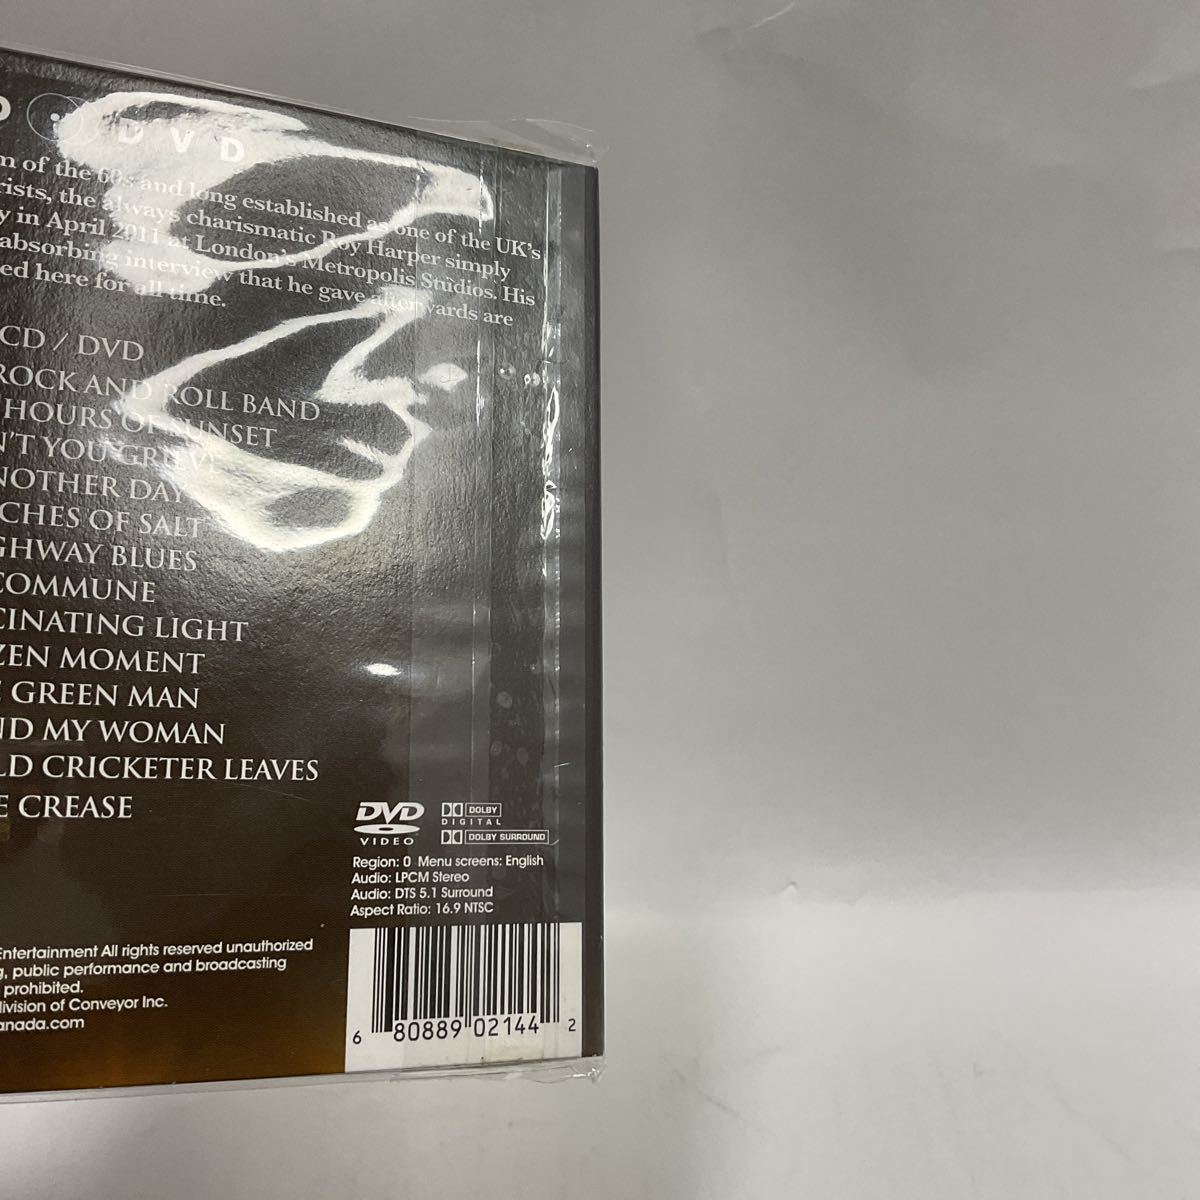 DVD
of the 60s and long established as one of the UK's
the always charismatic Roy Harper simply
in April 2011 at London's Metropolis Studios. His
absorbing interview that he gave afterwards are
here for all time.
CD / DVD
ROCK AND ROLL BAND
HOURS OF SUNSET
N'T YOU GRIEVE
NOTHER DAY
CHES OF SALT
GHWAY BLUES
COMMUNE
CINATING LIGHT
ZEN MOMENT
GREEN MAN
ND MY WOMAN
LD CRICKETER LEAVES
E CREASE
DVD
VIDEO
DOLBY
DIGITAL
DOLBY SURROUND
Region: 0 Menu screens: English
Audio: LPCM Stereo
Audio: DTS 5.1 Surround
Aspect Ratio: 16.9 NTSC
Entertainment All rights reserved unauthorized
g, public performance and broadcasting
prohibited.
division of Conveyor Inc.
anada.com
6 80889 02144 2